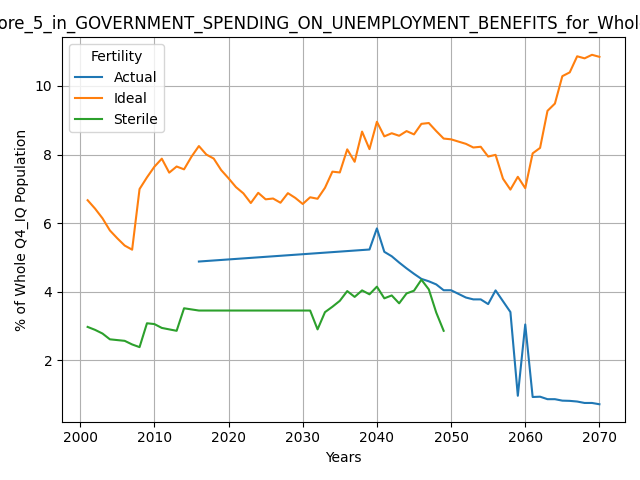 ore_5_in_GOVERNMENT_SPENDING_ON_UNEMPLOYMENT_BENEFITS_for_Whol
Fertility
Actual
Ideal
Sterile
% of Whole Q4_IQ Population
10
8
6
4
2
2000 2010 2020 2030 2040 2050 2060 2070
Years